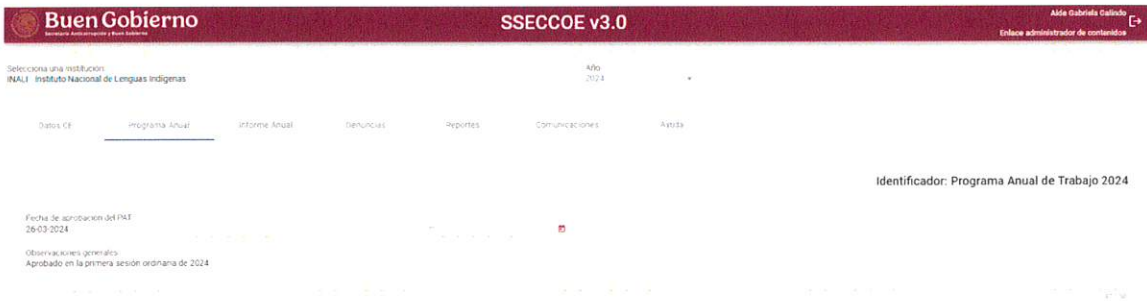 Buen Gobierno
Secretaría Anticorrupción y Buen Gobierno
SSECCOE v3.0
Aide Gabriela Galindo
Enlace administrador de contenidos
Selecciona una institución
INALI Instituto Nacional de Lenguas Indígenas
Año
2024
Datos CE
Programa Anual
Informe Anual
Denuncias
Reportes
Comunicaciones
Ayuda
Identificador: Programa Anual de Trabajo 2024
Fecha de aprobación del PAT
26-03-2024
Observaciones generales
Aprobado en la primera sesión ordinaria de 2024